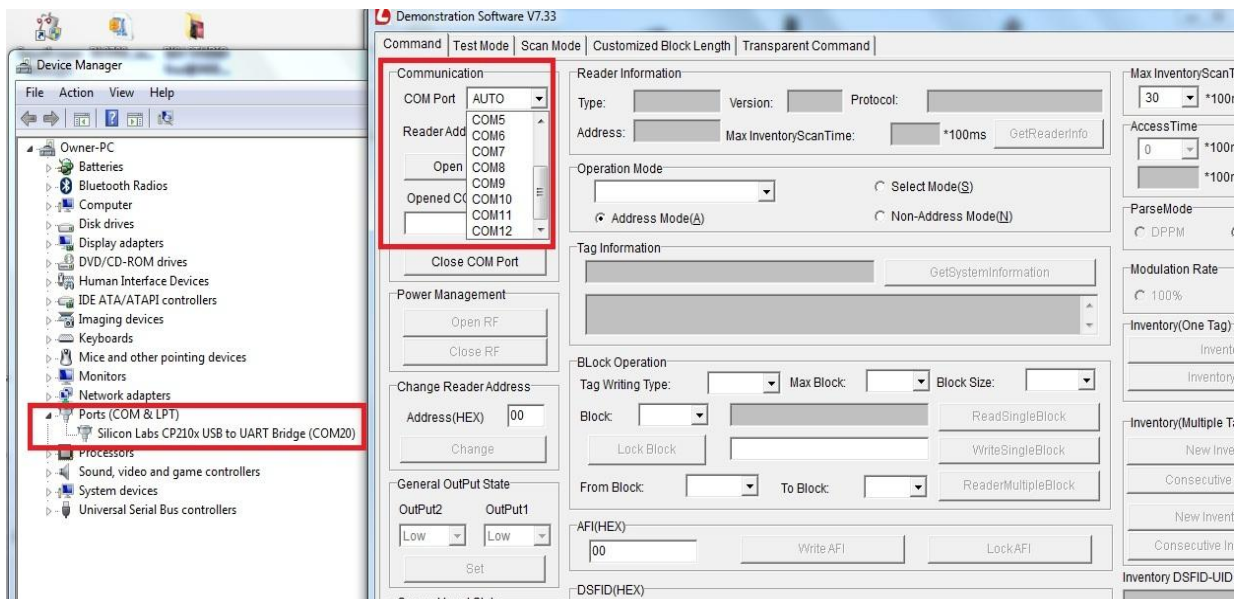 Device Manager
File Action View Help
Owner-PC
Batteries
Bluetooth Radios
Computer
Disk drives
Display adapters
DVD/CD-ROM drives
Human Interface Devices
IDE ATA/ATAPI controllers
Imaging devices
Keyboards
Mice and other pointing devices
Monitors
Network adapters
Ports (COM & LPT)
Silicon Labs CP210x USB to UART Bridge (COM20)
Processors
Sound, video and game controllers
System devices
Universal Serial Bus controllers
Demonstration Software V7.33
Command Test Mode Scan Mode Customized Block Length Transparent Command
Communication
COM Port AUTO
COM5
COM6
COM7
COM8
COM9
COM10
COM11
COM12
Reader Add
Open
Opened CO
Close COM Port
Power Management
Open RF
Close RF
Change Reader Address
Address(HEX) 00
Change
General OutPut State
OutPut2 OutPut1
Low Low
Set
Reader Information
Type: Version: Protocol:
Address: Max InventoryScanTime: *100ms GetReaderInfo
Operation Mode
Select Mode(S)
Address Mode(A) Non-Address Mode(N)
Tag Information
GetSystemInformation
BLock Operation
Tag Writing Type: Max Block: Block Size:
Block: ReadSingleBlock
Lock Block WriteSingleBlock
From Block: To Block: ReaderMultipleBlock
AFI(HEX)
00 Write AFI LockAFI
DSFID(HEX)
Max InventoryScanT
30 *100m
AccessTime
0 *100m
*100m
ParseMode
DPPM
Modulation Rate
100%
Inventory(One Tag)
Invent
Inventory
Inventory(Multiple Ta
New Inve
Consecutive
New Invent
Consecutive In
Inventory DSFID-UID